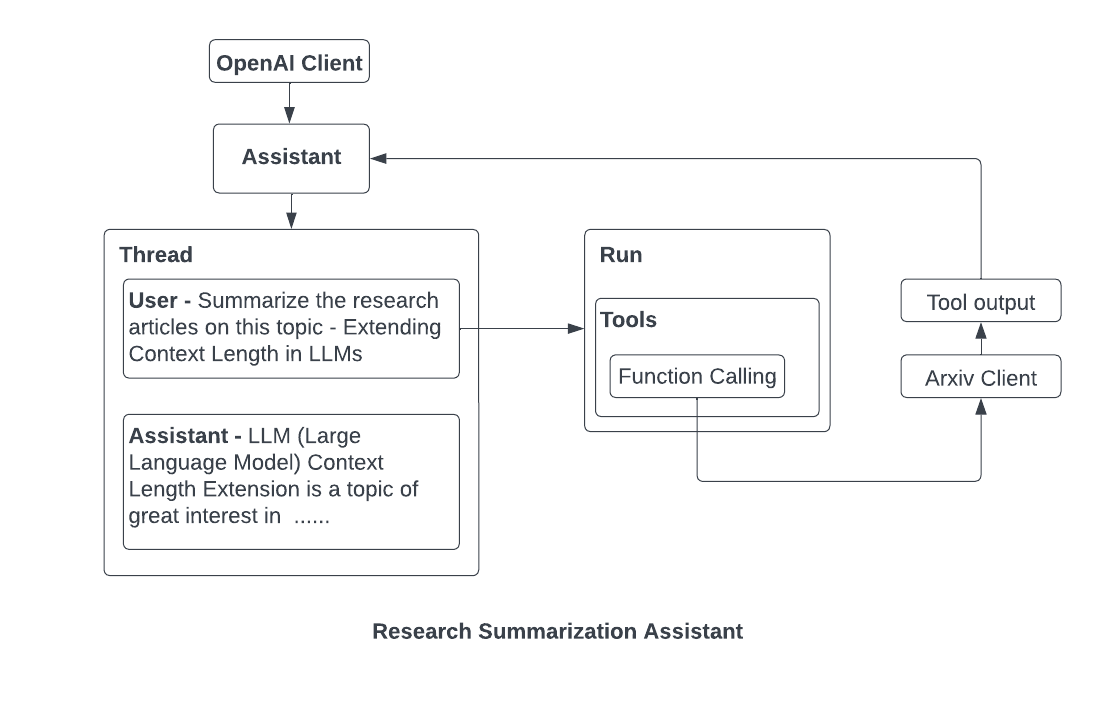 OpenAI Client
Assistant
Thread
User - Summarize the research
articles on this topic - Extending
Context Length in LLMs
Assistant - LLM (Large
Language Model) Context
Length Extension is a topic of
great interest in  ......
Run
Tools
Function Calling
Tool output
Arxiv Client
Research Summarization Assistant